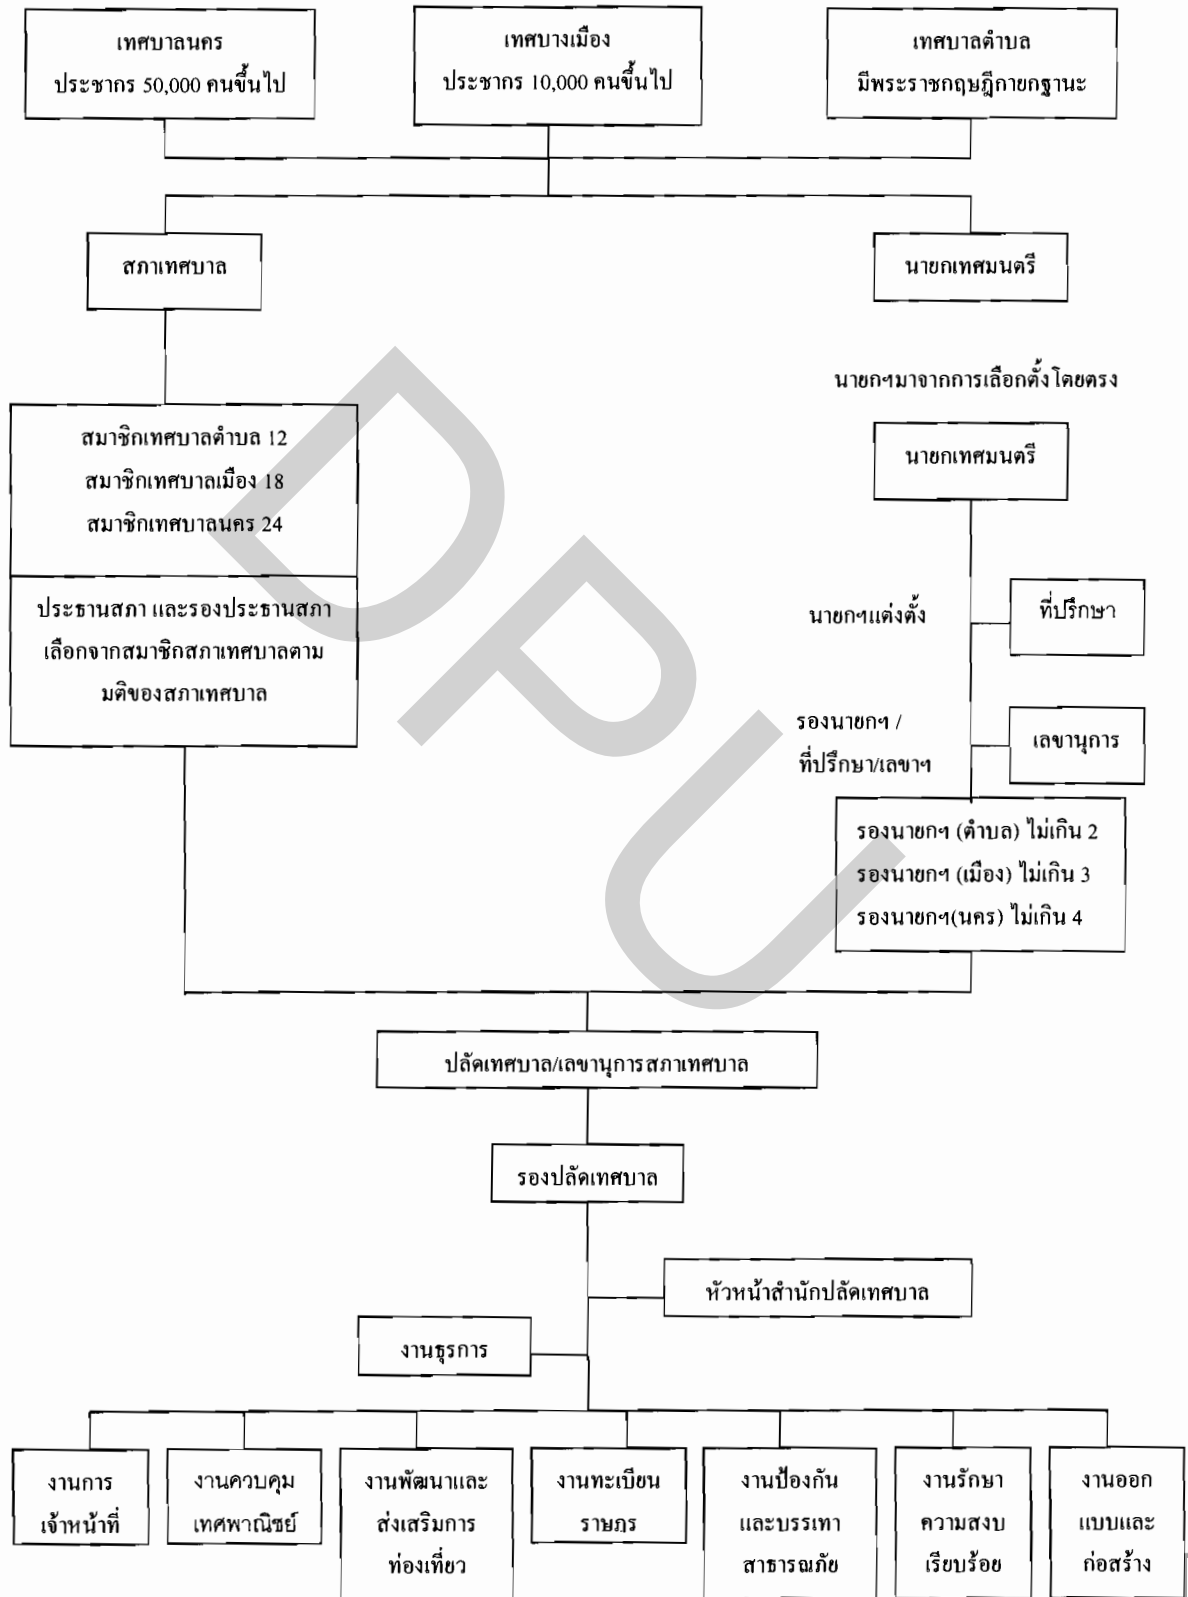 เทศบาลนคร
ประชากร 50,000 คนขึ้นไป
เทศบางเมือง
ประชากร 10,000 คนขึ้นไป
เทศบาลตำบล
มีพระราชกฤษฎีกายกฐานะ
สภาเทศบาล
นายกเทศมนตรี
นายกฯมาจากการเลือกตั้งโดยตรง
สมาชิกเทศบาลตำบล 12
สมาชิกเทศบาลเมือง 18
สมาชิกเทศบาลนคร 24
นายกเทศมนตรี
ประธานสภา และรองประธานสภา
เลือกจากสมาชิกสภาเทศบาลตาม
มติของสภาเทศบาล
นายกฯแต่งตั้ง
ที่ปรึกษา
รองนายกฯ /
ที่ปรึกษา/เลขาฯ
เลขานุการ
รองนายกฯ (ตำบล) ไม่เกิน 2
รองนายกฯ (เมือง) ไม่เกิน 3
รองนายกฯ(นคร) ไม่เกิน 4
DPU
ปลัดเทศบาล/เลขานุการสภาเทศบาล
รองปลัดเทศบาล
หัวหน้าสำนักปลัดเทศบาล
งานธุรการ
งานการ
เจ้าหน้าที่
งานควบคุม
เทศพาณิชย์
งานพัฒนาและ
ส่งเสริมการ
ท่องเที่ยว
งานทะเบียน
ราษฎร
งานป้องกัน
และบรรเทา
สาธารณภัย
งานรักษา
ความสงบ
เรียบร้อย
งานออก
แบบและ
ก่อสร้าง